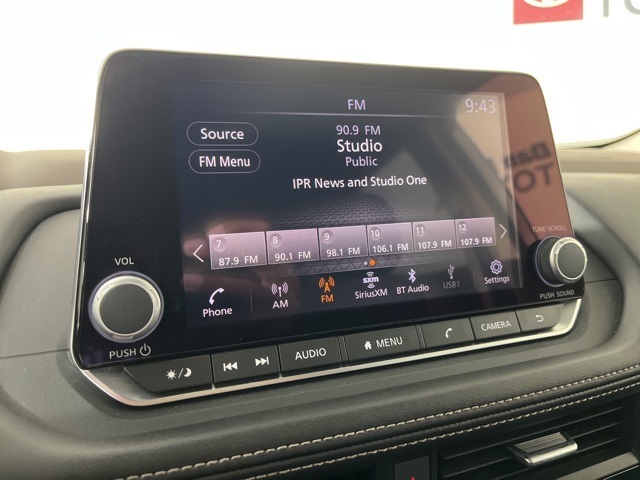 TO
FM
9:43
Source
90.9 FM
Studio
Public
FM Menu
IPR News and Studio One
7 8 9 10 11 12
87.9 FM 90.1 FM 98.1 FM 106.1 FM 107.9 FM 107.9 FM
TUNE·SCROLL
VOL
Phone
AM
FM
sxm
SiriusXM
BT Audio
USB1
Settings
PUSH
PUSH SOUND
AUDIO
MENU
CAMERA